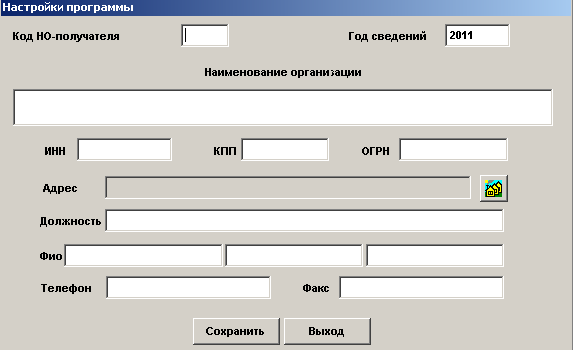 Настройки программы
Код НО-получателя Год сведений 2011
Наименование организации
ИНН КПП ОГРН
Адрес
Должность
Фио
Телефон Факс
Сохранить Выход